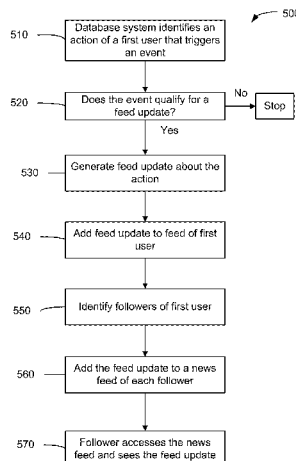 500
510
Database system identifies an
action of a first user that triggers
an event
520
Does the event qualify for a
feed update?
No
Stop
Yes
530
Generate feed update about the
action
540
Add feed update to feed of first
user
550
Identify followers of first user
560
Add the feed update to a news
feed of each follower
570
Follower accesses the news
feed and sees the feed update